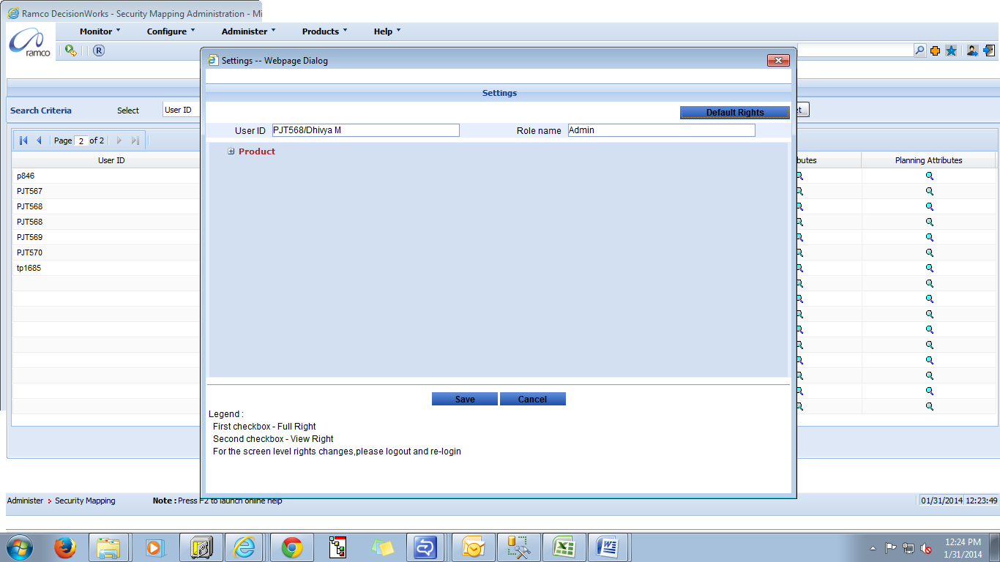 Ramco DecisionWorks - Security Mapping Administration - Mi
ramco
Monitor Configure Administer Products Help
R
Settings -- Webpage Dialog
Settings
Search Criteria Select User ID
Default Rights
User ID PJT568/Dhivya M Role name Admin
Page 2 of 2
Product
User ID Planning Attributes
p846
PJT567
PJT568
PJT568
PJT569
PJT570
tp1685
Save Cancel
Legend :
First checkbox - Full Right
Second checkbox - View Right
For the screen level rights changes,please logout and re-login
Administer Security Mapping Note : Press F2 to launch online help 01/31/2014 12:23:49
12:24 PM
1/31/2014